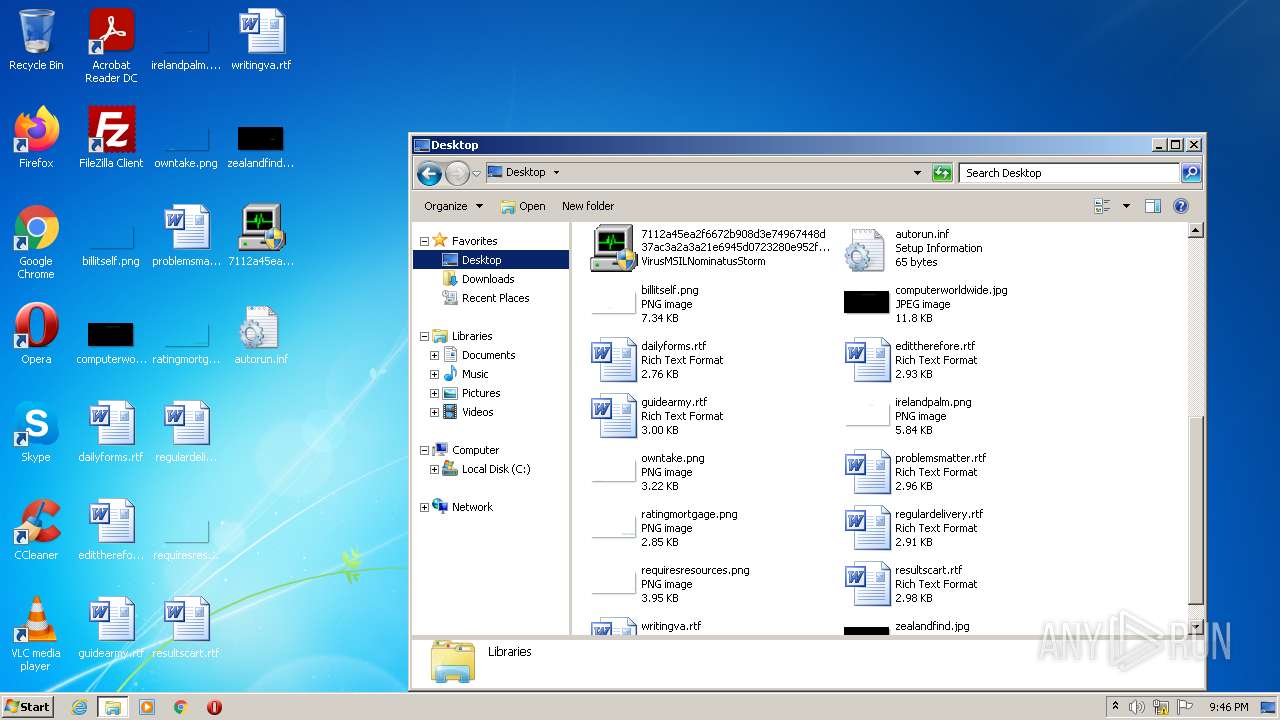 Recycle Bin
Acrobat
Reader DC
irelandpalm....
writingva.rtf
Firefox
FileZilla Client
owntake.png
zealandfind...
Google
Chrome
billitself.png
problemsma...
7112a45ea...
Opera
computerwo...
ratingmortg...
autorun.inf
Skype
dailyforms.rtf
regulardeli...
CCleaner
edittherefo...
requiresres...
VLC media
player
guidearmy.rtf
resultscart.rtf
Desktop
Desktop
Search Desktop
Organize
Open
New folder
Favorites
Desktop
Downloads
Recent Places
Libraries
Documents
Music
Pictures
Videos
Computer
Local Disk (C:)
Network
7112a45ea2f6672b908d3e74967448d
37ac3a2a3a21e6945d0723280e952f...
VirusMSILNominatusStorm
autorun.inf
Setup Information
65 bytes
billitself.png
PNG image
7.34 KB
computerworldwide.jpg
JPEG image
11.8 KB
dailyforms.rtf
Rich Text Format
2.76 KB
edittherefore.rtf
Rich Text Format
2.93 KB
guidearmy.rtf
Rich Text Format
3.00 KB
irelandpalm.png
PNG image
5.84 KB
owntake.png
PNG image
3.22 KB
problemsmatter.rtf
Rich Text Format
2.96 KB
ratingmortgage.png
PNG image
2.85 KB
regulardelivery.rtf
Rich Text Format
2.91 KB
requiresresources.png
PNG image
3.95 KB
resultscart.rtf
Rich Text Format
2.98 KB
writingva.rtf
zealandfind.jpg
Libraries
ANY RUN
Start
9:46 PM